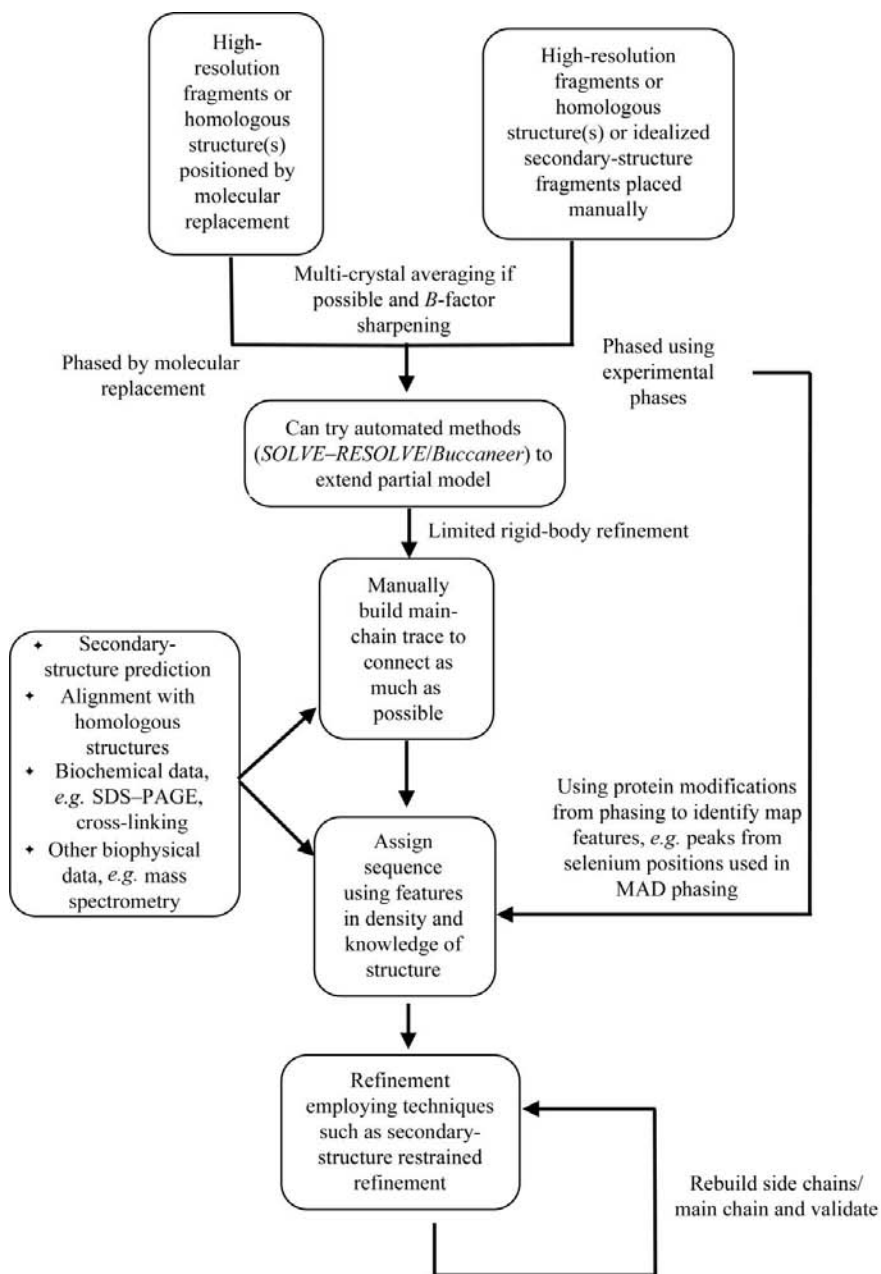 High-
resolution
fragments or
homologous
structure(s)
positioned by
molecular
replacement
High-resolution
fragments or
homologous
structure(s) or idealized
secondary-structure
fragments placed
manually
Multi-crystal averaging if
possible and B-factor
sharpening
Phased by molecular
replacement
Phased using
experimental
phases
Can try automated methods
(SOLVE–RESOLVE/Buccaneer) to
extend partial model
Limited rigid-body refinement
Manually
build main-
chain trace to
connect as
much as
possible
✦ Secondary-
structure prediction
✦ Alignment with
homologous
structures
✦ Biochemical data,
e.g. SDS–PAGE,
cross-linking
✦ Other biophysical
data, e.g. mass
spectrometry
Using protein modifications
from phasing to identify map
features, e.g. peaks from
selenium positions used in
MAD phasing
Assign
sequence
using features
in density and
knowledge of
structure
Refinement
employing techniques
such as secondary-
structure restrained
refinement
Rebuild side chains/
main chain and validate